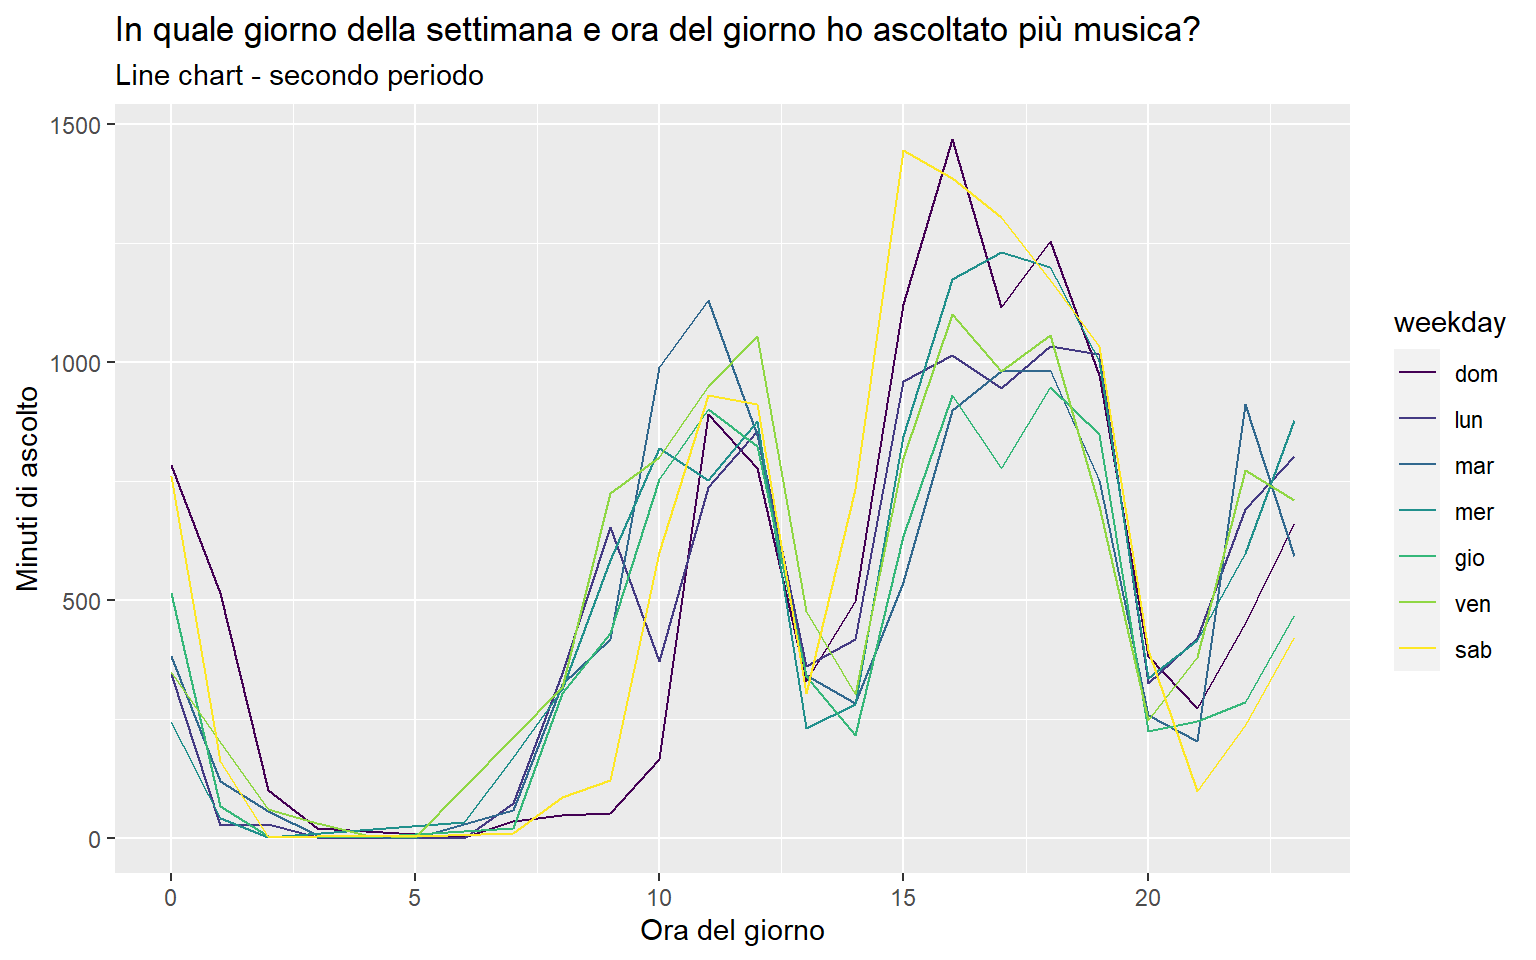 In quale giorno della settimana e ora del giorno ho ascoltato più musica?
Line chart - secondo periodo
Minuti di ascolto
1500
1000
500
0
0 5 10 15 20
Ora del giorno
weekday
dom
lun
mar
mer
gio
ven
sab